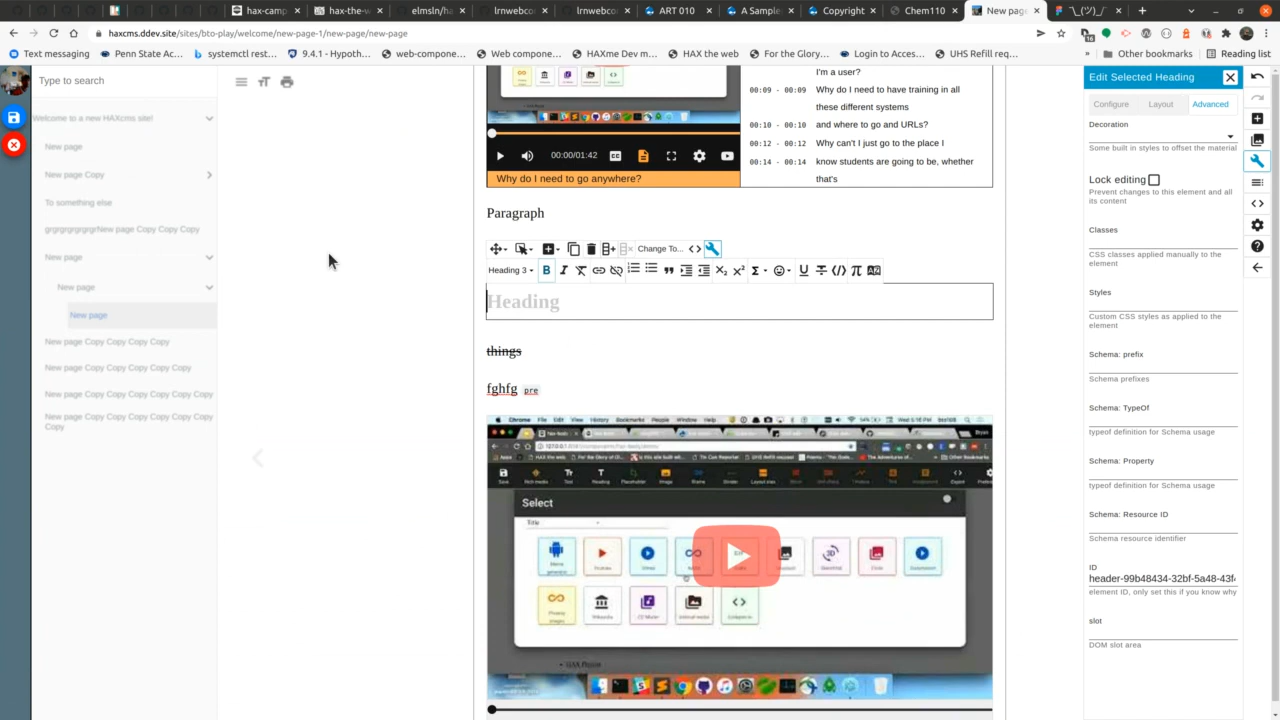 hax-camp
hax-the-w
elmsln/ha
lrnwebcor
lrnwebcor
ART 010
A Sample
Copyright
Chem110
New page
¯\_(ツ)_/¯
haxcms.ddev.site/sites/bto-play/welcome/new-page-1/new-page/new-page
Text messaging
Penn State Ac...
systemctl rest...
9.4.1 - Hypoth...
web-compone...
Web compone...
HAXme Dev m...
HAX the web
For the Glory...
Login to Acces...
UHS Refill req...
»
Other bookmarks
Reading list
Type to search
Welcome to a new HAXcms site!
New page
New page Copy
To something else
grgrgrgrgrgrNew page Copy Copy Copy
New page
New page
New page
New page Copy Copy Copy Copy
New page Copy Copy Copy Copy Copy
New page Copy Copy Copy Copy Copy Copy
New page Copy Copy Copy Copy Copy Copy
Copy
I'm a user?
00:09 - 00:09 Why do I need to have training in all
these different systems
00:10 - 00:10 and where to go and URLs?
00:12 - 00:12 Why can't I just go to the place I
00:14 - 00:14 know students are going to be, whether
that's
00:00/01:42
Why do I need to go anywhere?
Paragraph
Change To...
Heading 3
Heading
things
fghfg pre
Chrome File Edit View History Bookmarks People Window Help
Select
Title
HAX Please
Edit Selected Heading
Configure Layout Advanced
Decoration
Some built in styles to offset the material
Lock editing
Prevent changes to this element and all
its content
Classes
CSS classes applied manually to the
element
Styles
Custom CSS styles as applied to the
element
Schema: prefix
Schema prefixes
Schema: TypeOf
typeof definition for Schema usage
Schema: Property
typeof definition for Schema usage
Schema: Resource ID
Schema resource identifier
ID
header-99b48434-32bf-5a48-43f
element ID, only set this if you know why
slot
DOM slot area